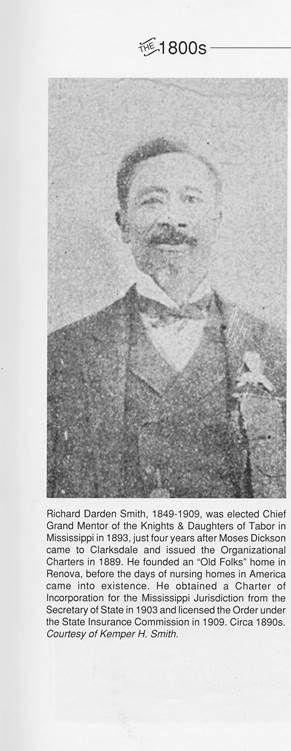 THE 1800s
Richard Darden Smith, 1849-1909, was elected Chief
Grand Mentor of the Knights & Daughters of Tabor in
Mississippi in 1893, just four years after Moses Dickson
came to Clarksdale and issued the Organizational
Charters in 1889. He founded an "Old Folks" home in
Renova, before the days of nursing homes in America
came into existence. He obtained a Charter of
Incorporation for the Mississippi Jurisdiction from the
Secretary of State in 1903 and licensed the Order under
the State Insurance Commission in 1909. Circa 1890s.
Courtesy of Kemper H. Smith.